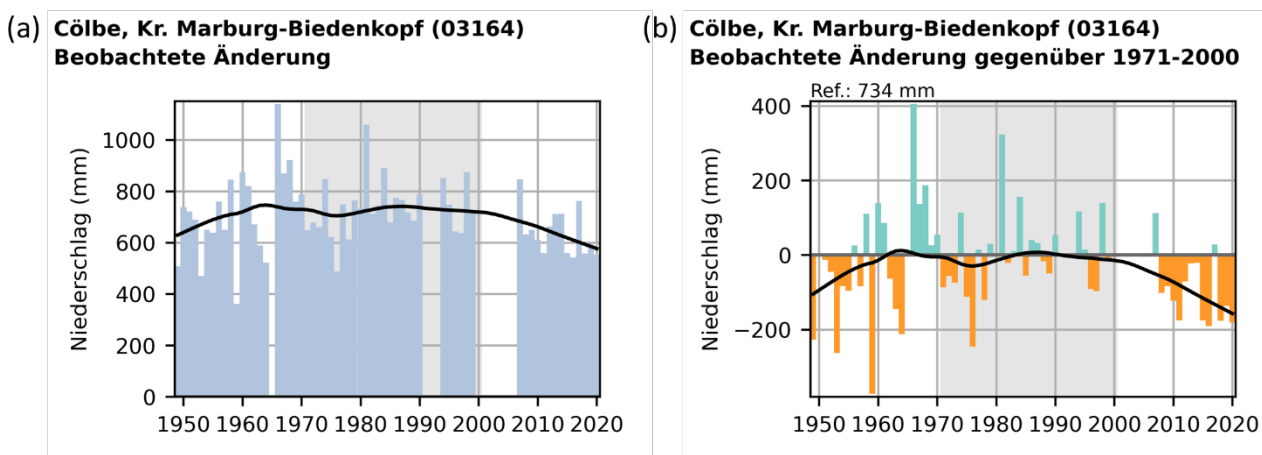 (a) Cölbe, Kr. Marburg-Biedenkopf (03164)
Beobachtete Änderung
Niederschlag (mm)
1000
800
600
400
200
0
1950 1960 1970 1980 1990 2000 2010 2020
(b) Cölbe, Kr. Marburg-Biedenkopf (03164)
Beobachtete Änderung gegenüber 1971-2000
Ref.: 734 mm
Niederschlag (mm)
400
200
0
−200
1950 1960 1970 1980 1990 2000 2010 2020